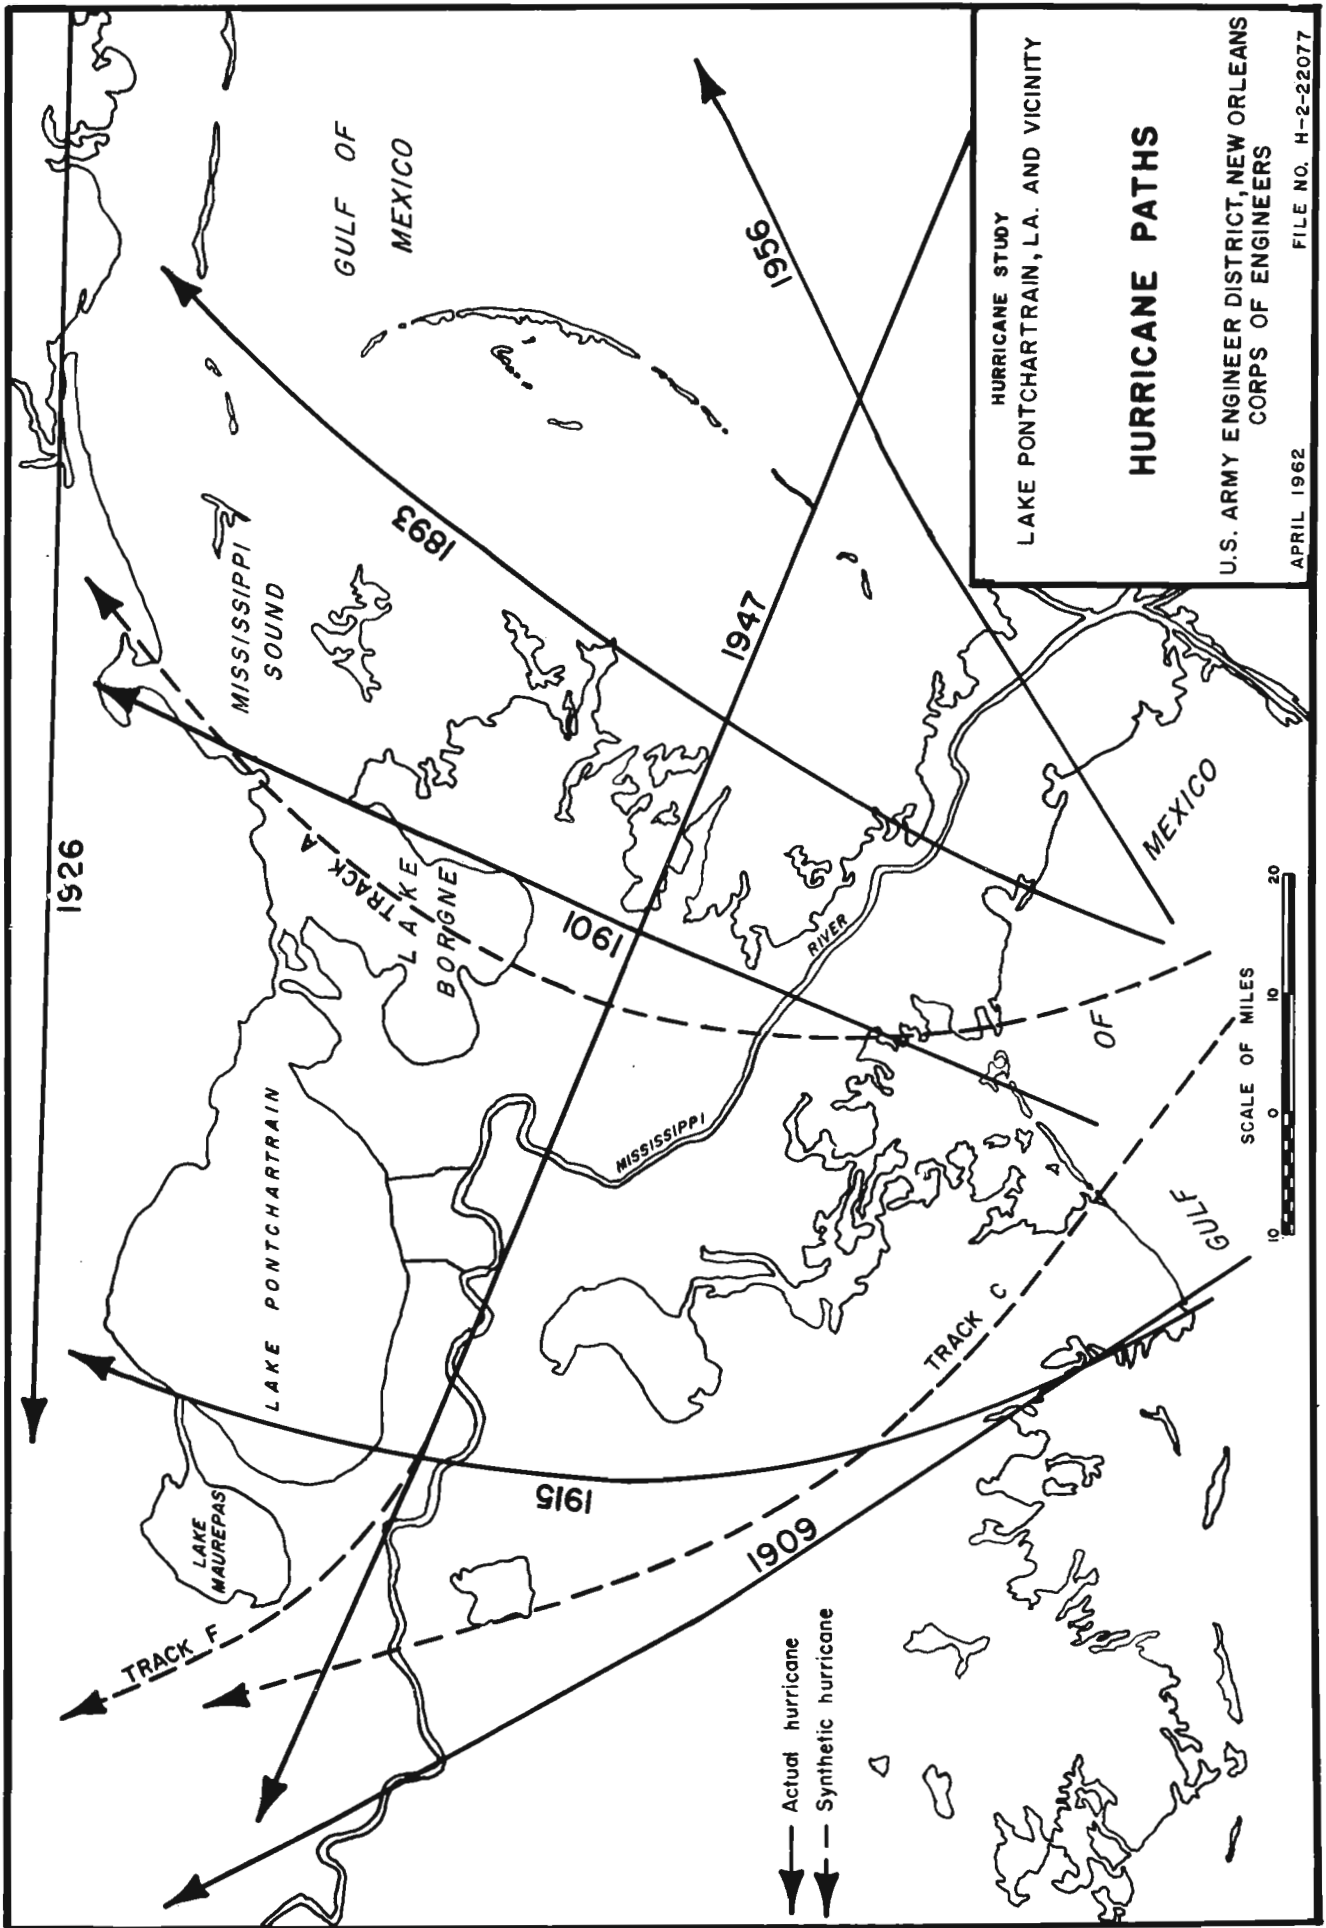 1926
GULF OF
MEXICO
MISSISSIPPI
SOUND
1893
1956
1947
TRACK A
LAKE
BORGNE
1901
LAKE PONTCHARTRAIN
RIVER
MISSISSIPPI
MEXICO
OF
GULF
TRACK C
1915
1909
LAKE
MAUREPAS
TRACK F
Actual hurricane
Synthetic hurricane
SCALE OF MILES
10 0 10 20
HURRICANE STUDY
LAKE PONTCHARTRAIN, LA. AND VICINITY
HURRICANE PATHS
U.S. ARMY ENGINEER DISTRICT, NEW ORLEANS
CORPS OF ENGINEERS
APRIL 1962 FILE NO. H-2-22077